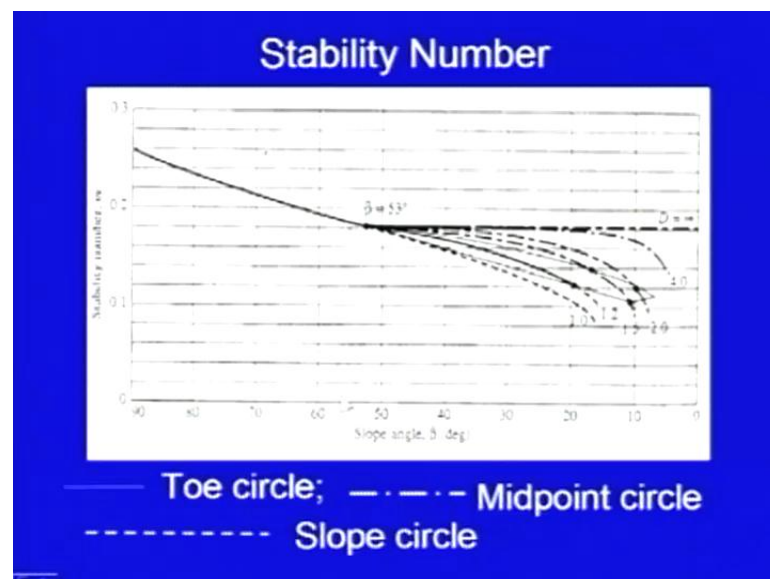 Stability Number
0.3
β = 53°
D = ∞
0.2
Stability number, m
4.0
0.1
1.0
1.2
1.5
2.0
0
90 80 70 60 50 40 30 20 10 0
Slope angle, β deg)
Toe circle;
Midpoint circle
Slope circle